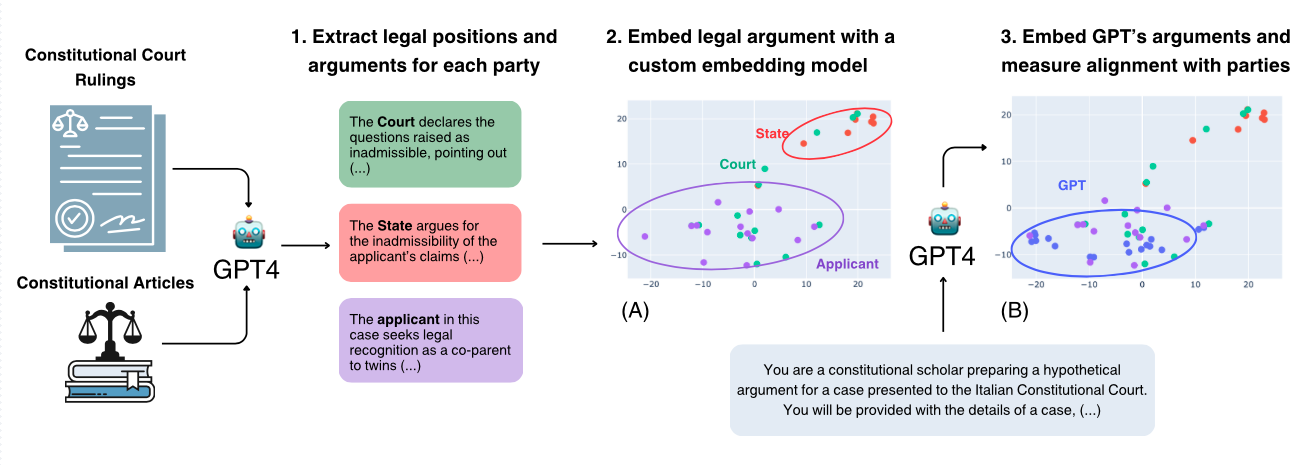 Constitutional Court
Rulings
Constitutional Articles
GPT4
1. Extract legal positions and
arguments for each party
The Court declares the
questions raised as
inadmissible, pointing out
(...)
The State argues for
the inadmissibility of the
applicant's claims (...)
The applicant in this
case seeks legal
recognition as a co-parent
to twins (...)
2. Embed legal argument with a
custom embedding model
20
10
0
−10
−20
−10
0
10
20
State
Court
Applicant
(A)
GPT4
You are a constitutional scholar preparing a hypothetical
argument for a case presented to the Italian Constitutional Court.
You will be provided with the details of a case, (...)
3. Embed GPT's arguments and
measure alignment with parties
20
10
0
−10
−20
−10
0
10
20
GPT
(B)